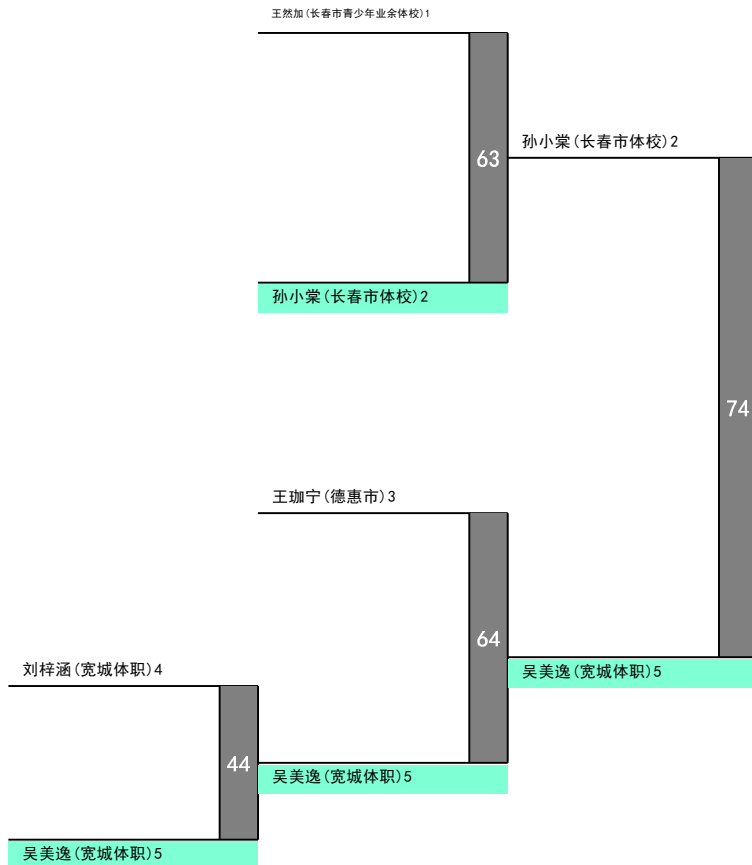 王然加(长春市青少年业余体校)1
63
孙小棠(长春市体校)2
孙小棠(长春市体校)2
74
王珈宁(德惠市)3
64
刘梓涵(宽城体职)4
吴美逸(宽城体职)5
44
吴美逸(宽城体职)5
吴美逸(宽城体职)5